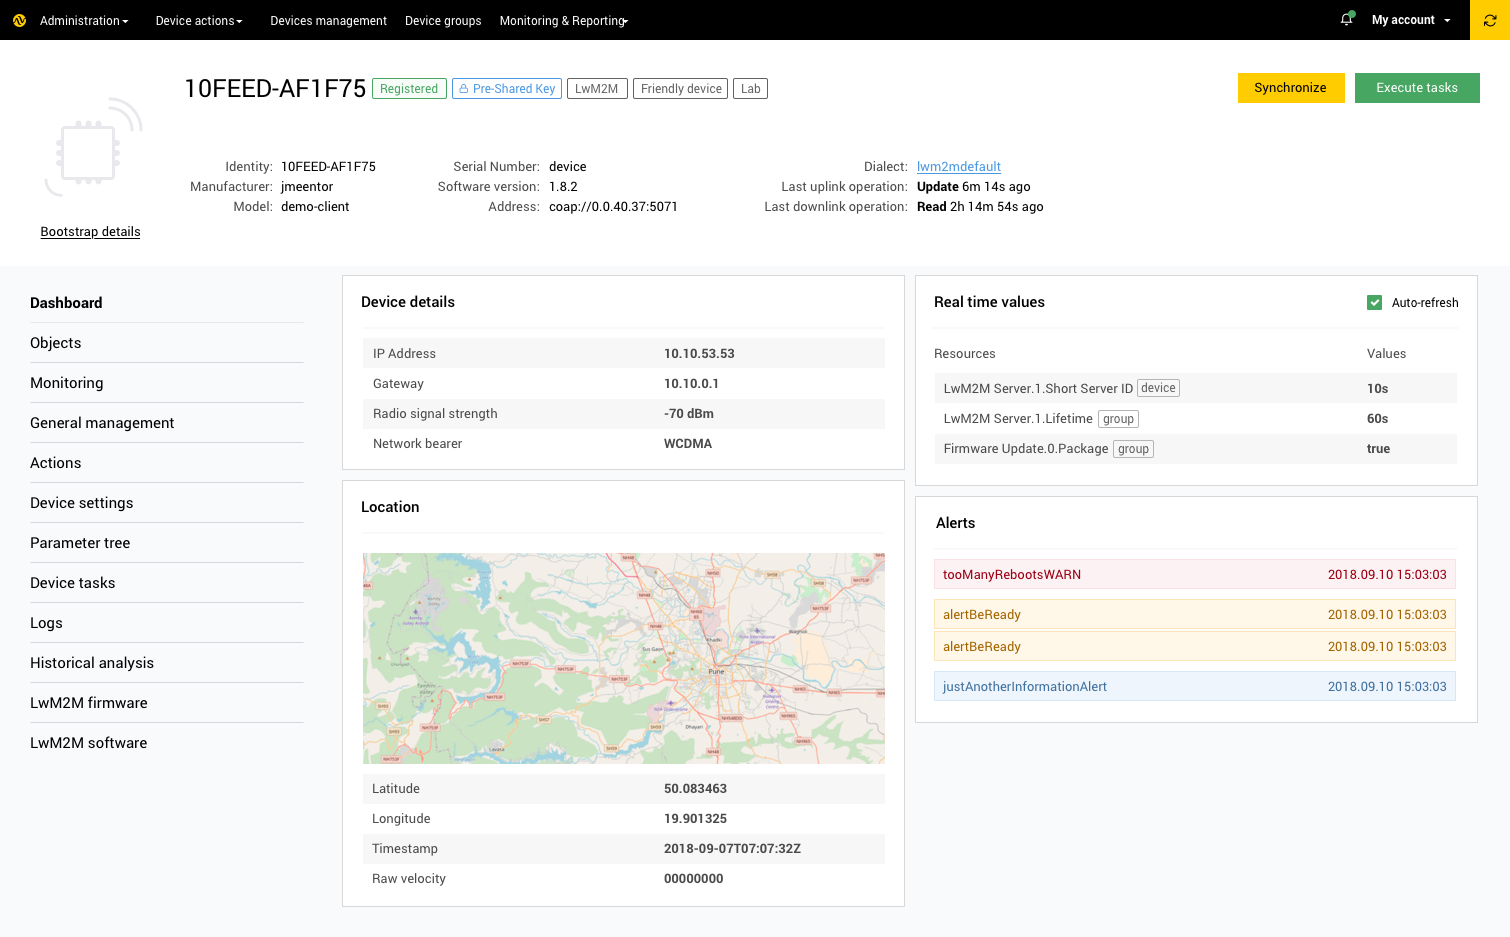 Administration
Device actions
Devices management
Device groups
Monitoring & Reporting
My account
10FEED-AF1F75
Registered
Pre-Shared Key
LwM2M
Friendly device
Lab
Synchronize
Execute tasks
Identity: 10FEED-AF1F75
Manufacturer: jmeentor
Model: demo-client
Serial Number: device
Software version: 1.8.2
Address: coap://0.0.40.37:5071
Dialect: lwm2mdefault
Last uplink operation: Update 6m 14s ago
Last downlink operation: Read 2h 14m 54s ago
Bootstrap details
Dashboard
Objects
Monitoring
General management
Actions
Device settings
Parameter tree
Device tasks
Logs
Historical analysis
LwM2M firmware
LwM2M software
Device details
IP Address 10.10.53.53
Gateway 10.10.0.1
Radio signal strength -70 dBm
Network bearer WCDMA
Location
Pune
Khadki
Wagholi
Lavasa
Dhayari
Latitude 50.083463
Longitude 19.901325
Timestamp 2018-09-07T07:07:32Z
Raw velocity 00000000
Real time values
Auto-refresh
Resources Values
LwM2M Server.1.Short Server ID device 10s
LwM2M Server.1.Lifetime group 60s
Firmware Update.0.Package group true
Alerts
tooManyRebootsWARN 2018.09.10 15:03:03
alertBeReady 2018.09.10 15:03:03
alertBeReady 2018.09.10 15:03:03
justAnotherInformationAlert 2018.09.10 15:03:03